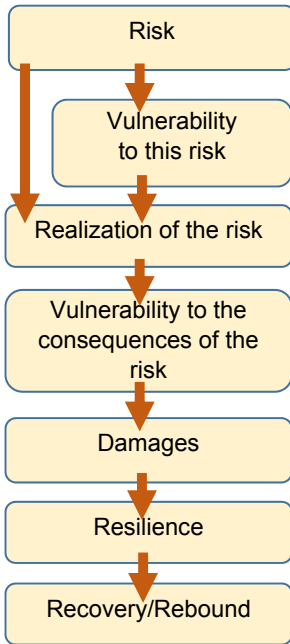 Risk
Vulnerability
to this risk
Realization of the risk
Vulnerability to the
consequences of the
risk
Damages
Resilience
Recovery/Rebound